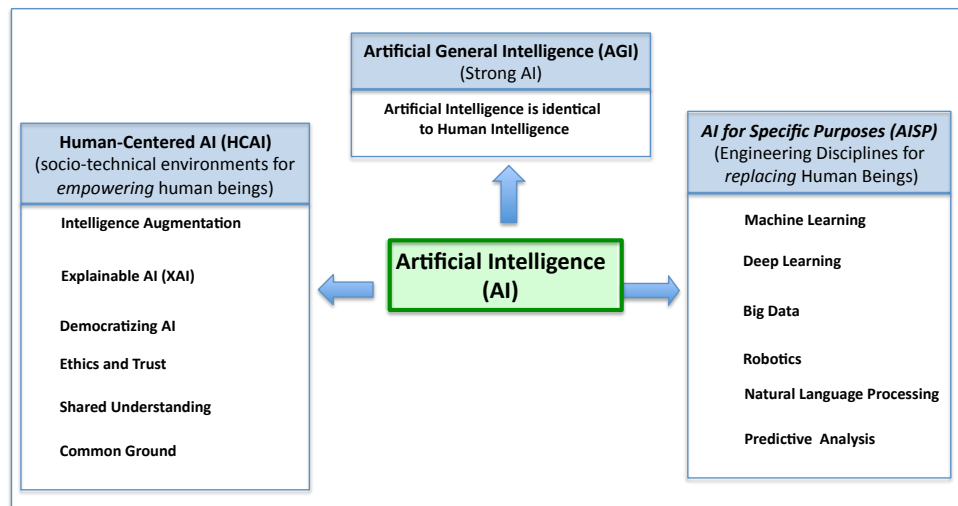 Artificial General Intelligence (AGI)
(Strong AI)
Artificial Intelligence is identical
to Human Intelligence
Human-Centered AI (HCAI)
(socio-technical environments for
empowering human beings)
Intelligence Augmentation
Explainable AI (XAI)
Democratizing AI
Ethics and Trust
Shared Understanding
Common Ground
Artificial Intelligence
(AI)
AI for Specific Purposes (AISP)
(Engineering Disciplines for
replacing Human Beings)
Machine Learning
Deep Learning
Big Data
Robotics
Natural Language Processing
Predictive Analysis